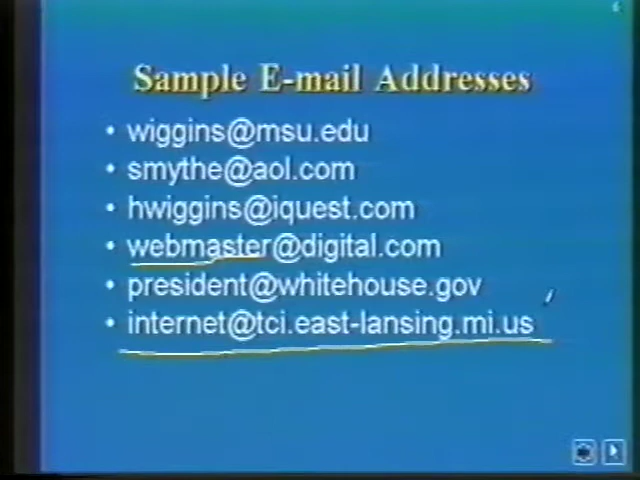 6
Sample E-mail Addresses
• wiggins@msu.edu
• smythe@aol.com
• hwiggins@iquest.com
• webmaster@digital.com
• president@whitehouse.gov
• internet@tci.east-lansing.mi.us